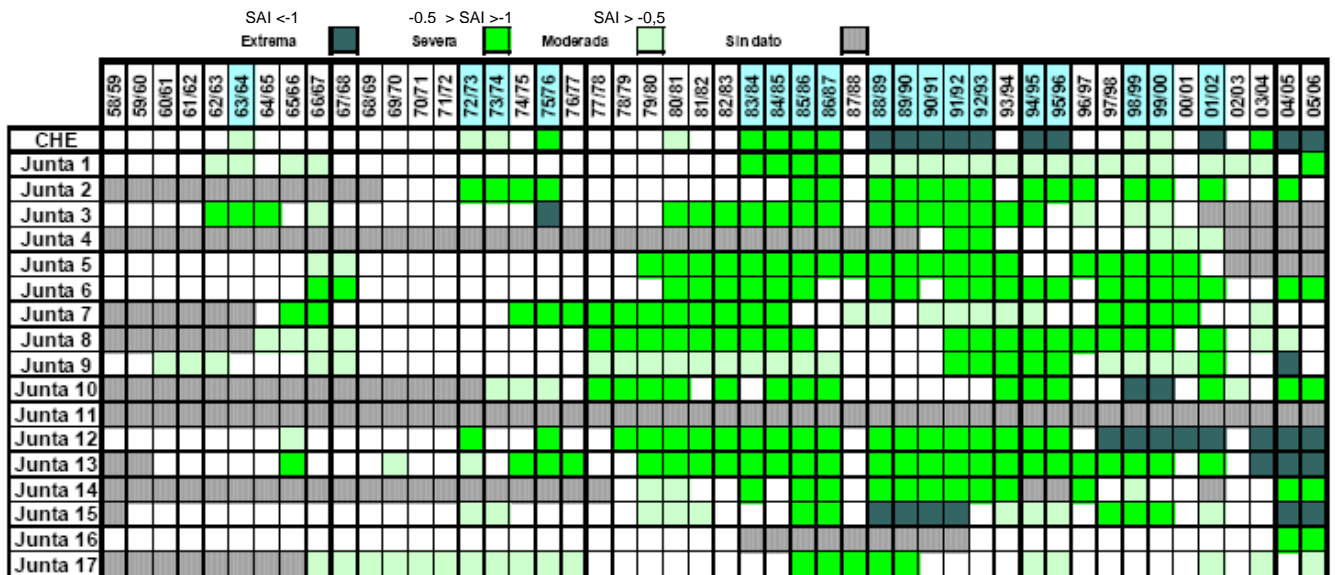 SAI <-1 -0.5 > SAI >-1 SAI > -0,5
Extrema Severa Moderada Sin dato
58/59 59/60 60/61 61/62 62/63 63/64 64/65 65/66 66/67 67/68 68/69 69/70 70/71 71/72 72/73 73/74 74/75 75/76 76/77 77/78 78/79 79/80 80/81 81/82 82/83 83/84 84/85 85/86 86/87 87/88 88/89 89/90 90/91 91/92 92/93 93/94 94/95 95/96 96/97 97/98 98/99 99/00 00/01 01/02 02/03 03/04 04/05 05/06
CHE
Junta 1
Junta 2
Junta 3
Junta 4
Junta 5
Junta 6
Junta 7
Junta 8
Junta 9
Junta 10
Junta 11
Junta 12
Junta 13
Junta 14
Junta 15
Junta 16
Junta 17